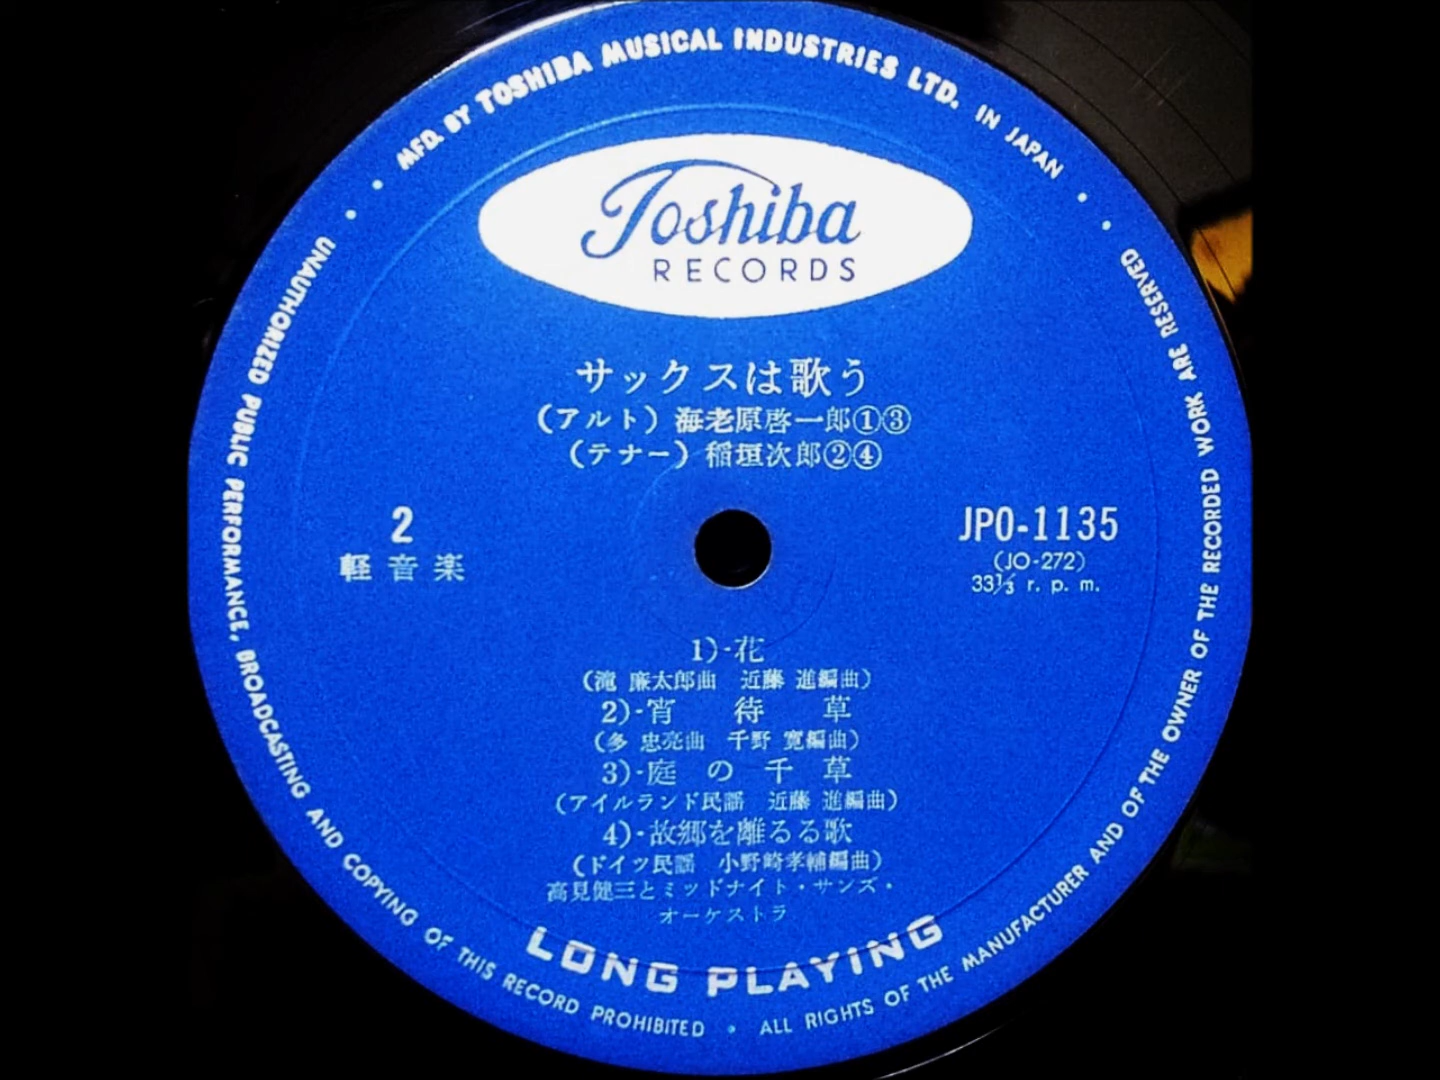 MFD. BY TOSHIBA MUSICAL INDUSTRIES LTD. IN JAPAN
Toshiba
RECORDS
サックスは歌う
(アルト) 海老原啓一郎①③
(テナー) 稲垣次郎②④
2
軽音楽
JPO-1135
(JO-272)
33⅓ r. p. m.
1)-花
(滝 廉太郎曲 近藤 進編曲)
2)-宵待草
(多 忠亮曲 千野 寛編曲)
3)-庭の千草
(アイルランド民謡 近藤 進編曲)
4)-故郷を離るる歌
(ドイツ民謡 小野崎孝輔編曲)
高見健三とミッドナイト・サンズ・
オーケストラ
LONG PLAYING
UNAUTHORIZED PUBLIC PERFORMANCE, BROADCASTING AND COPYING OF THIS RECORD PROHIBITED • ALL RIGHTS OF THE MANUFACTURER AND OF THE OWNER OF THE RECORDED WORK ARE RESERVED